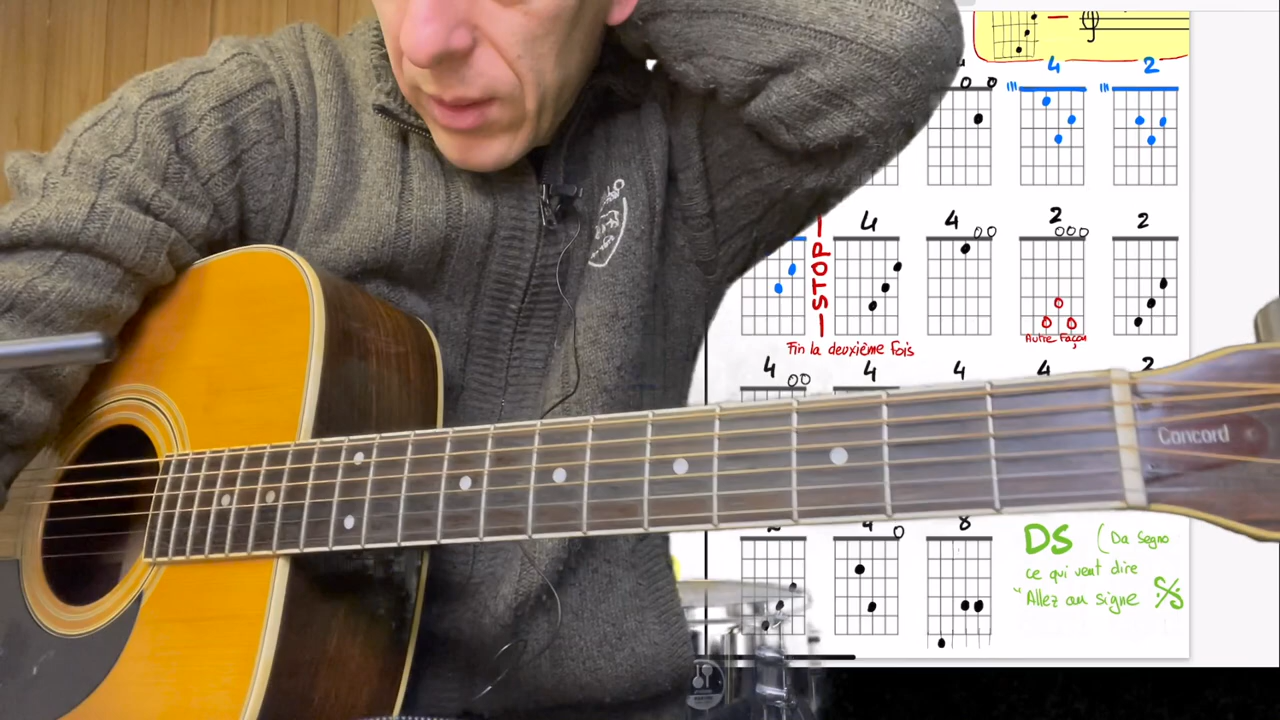 4 2
4 4 2 2
STOP
Autre Façon
Fin la deuxième fois
4 4 4 4 2
Concord
4 8
DS (Da Segno
ce qui veut dire
"Allez au signe